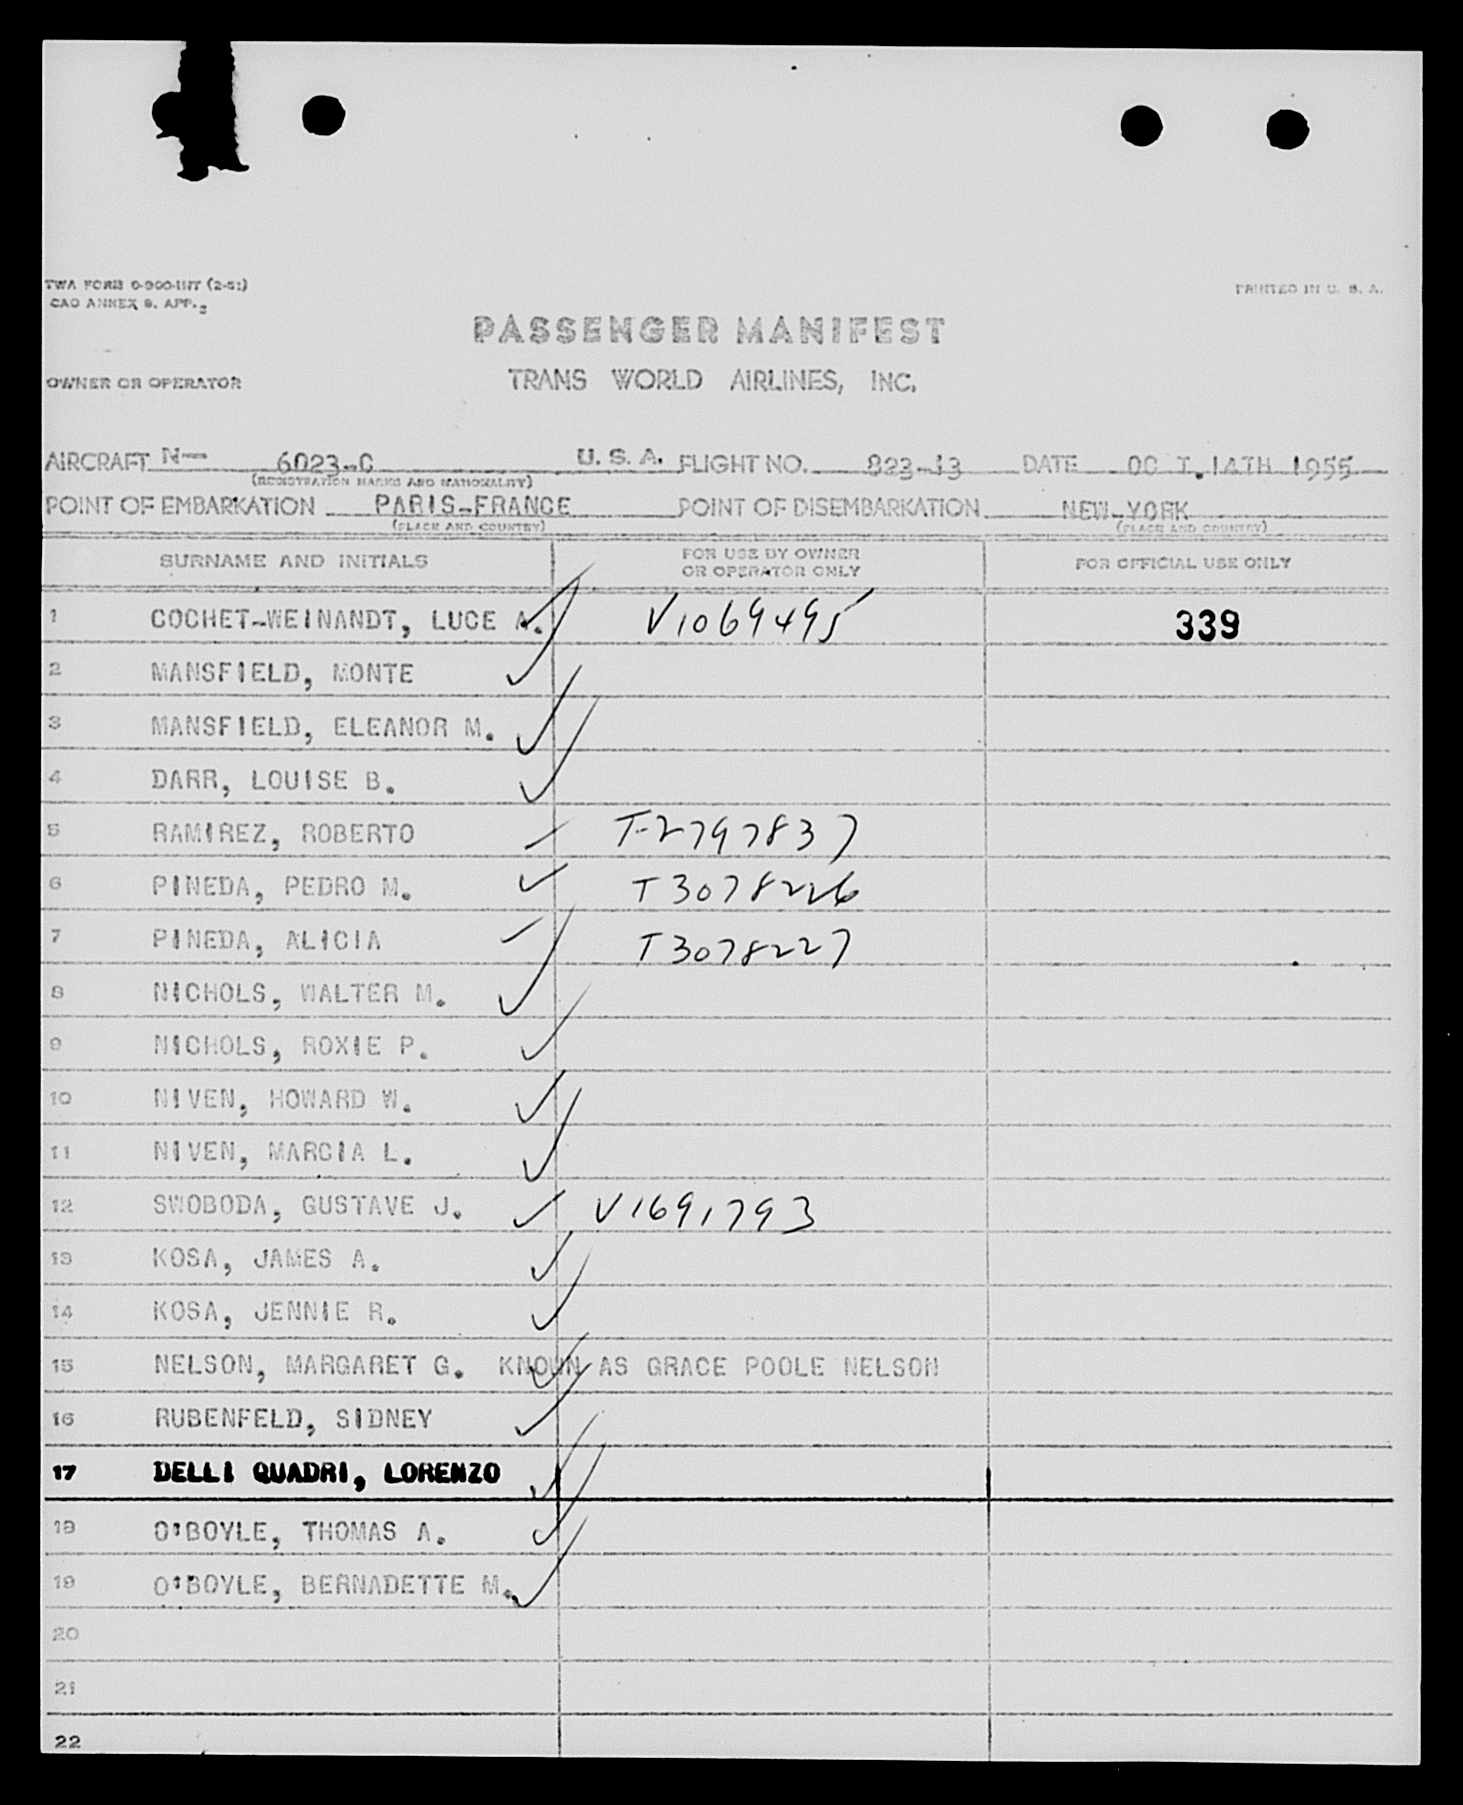 TWA FORM 0-900-INT (2-51)
CAO ANNEX 9. APP. 3
PRINTED IN U. S. A.
PASSENGER MANIFEST
OWNER OR OPERATOR TRANS WORLD AIRLINES, INC.
AIRCRAFT N— 6023-C U. S. A. FLIGHT NO. 823-13 DATE OCT. 14TH 1955
(REGISTRATION MARKS AND NATIONALITY)
POINT OF EMBARKATION PARIS-FRANCE POINT OF DISEMBARKATION NEW-YORK
(PLACE AND COUNTRY) (PLACE AND COUNTRY)
SURNAME AND INITIALS FOR USE BY OWNER OR OPERATOR ONLY FOR OFFICIAL USE ONLY
1 COCHET-WEINANDT, LUCE A. V1069495 339
2 MANSFIELD, MONTE
3 MANSFIELD, ELEANOR M.
4 DARR, LOUISE B.
5 RAMIREZ, ROBERTO T-2797837
6 PINEDA, PEDRO M. T3078226
7 PINEDA, ALICIA T3078227
8 NICHOLS, WALTER M.
9 NICHOLS, ROXIE P.
10 NIVEN, HOWARD W.
11 NIVEN, MARCIA L.
12 SWOBODA, GUSTAVE J. V1691793
13 KOSA, JAMES A.
14 KOSA, JENNIE R.
15 NELSON, MARGARET G. KNOWN AS GRACE POOLE NELSON
16 RUBENFELD, SIDNEY
17 DELLI QUADRI, LORENZO
18 O'BOYLE, THOMAS A.
19 O'BOYLE, BERNADETTE M.
20
21
22